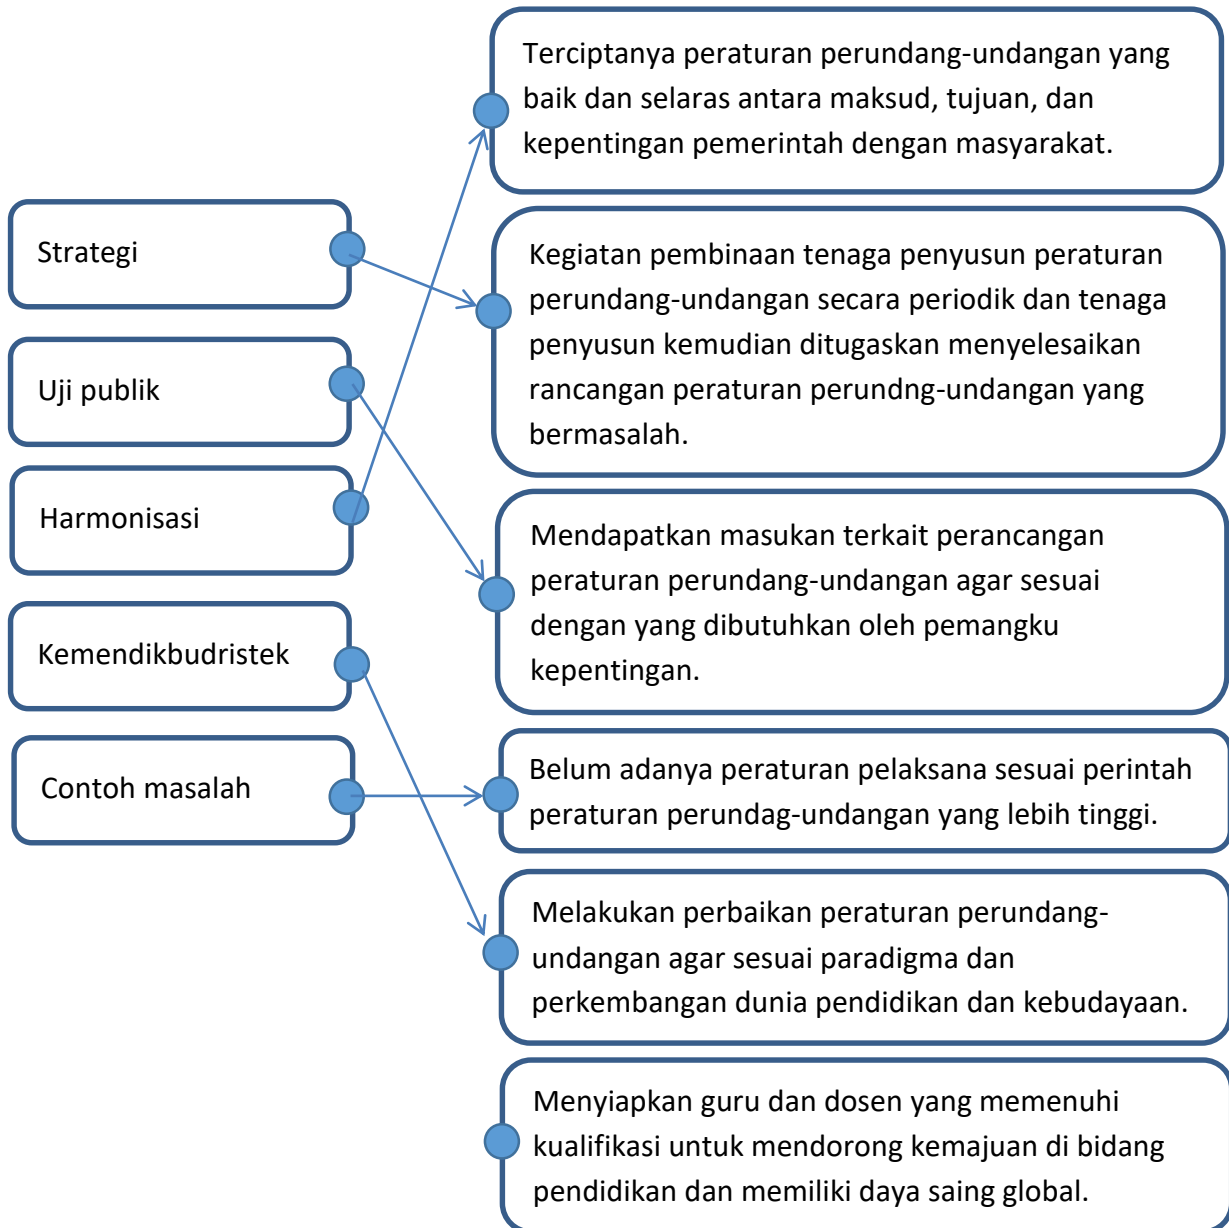 Strategi
Uji publik
Harmonisasi
Kemendikbudristek
Contoh masalah
Terciptanya peraturan perundang-undangan yang
baik dan selaras antara maksud, tujuan, dan
kepentingan pemerintah dengan masyarakat.
Kegiatan pembinaan tenaga penyusun peraturan
perundang-undangan secara periodik dan tenaga
penyusun kemudian ditugaskan menyelesaikan
rancangan peraturan perundng-undangan yang
bermasalah.
Mendapatkan masukan terkait perancangan
peraturan perundang-undangan agar sesuai
dengan yang dibutuhkan oleh pemangku
kepentingan.
Belum adanya peraturan pelaksana sesuai perintah
peraturan perundag-undangan yang lebih tinggi.
Melakukan perbaikan peraturan perundang-
undangan agar sesuai paradigma dan
perkembangan dunia pendidikan dan kebudayaan.
Menyiapkan guru dan dosen yang memenuhi
kualifikasi untuk mendorong kemajuan di bidang
pendidikan dan memiliki daya saing global.